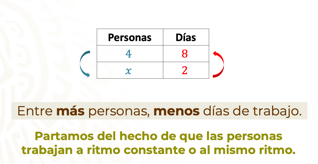 Personas Días
4 8
x 2
Entre más personas, menos días de trabajo.
Partamos del hecho de que las personas
trabajan a ritmo constante o al mismo ritmo.